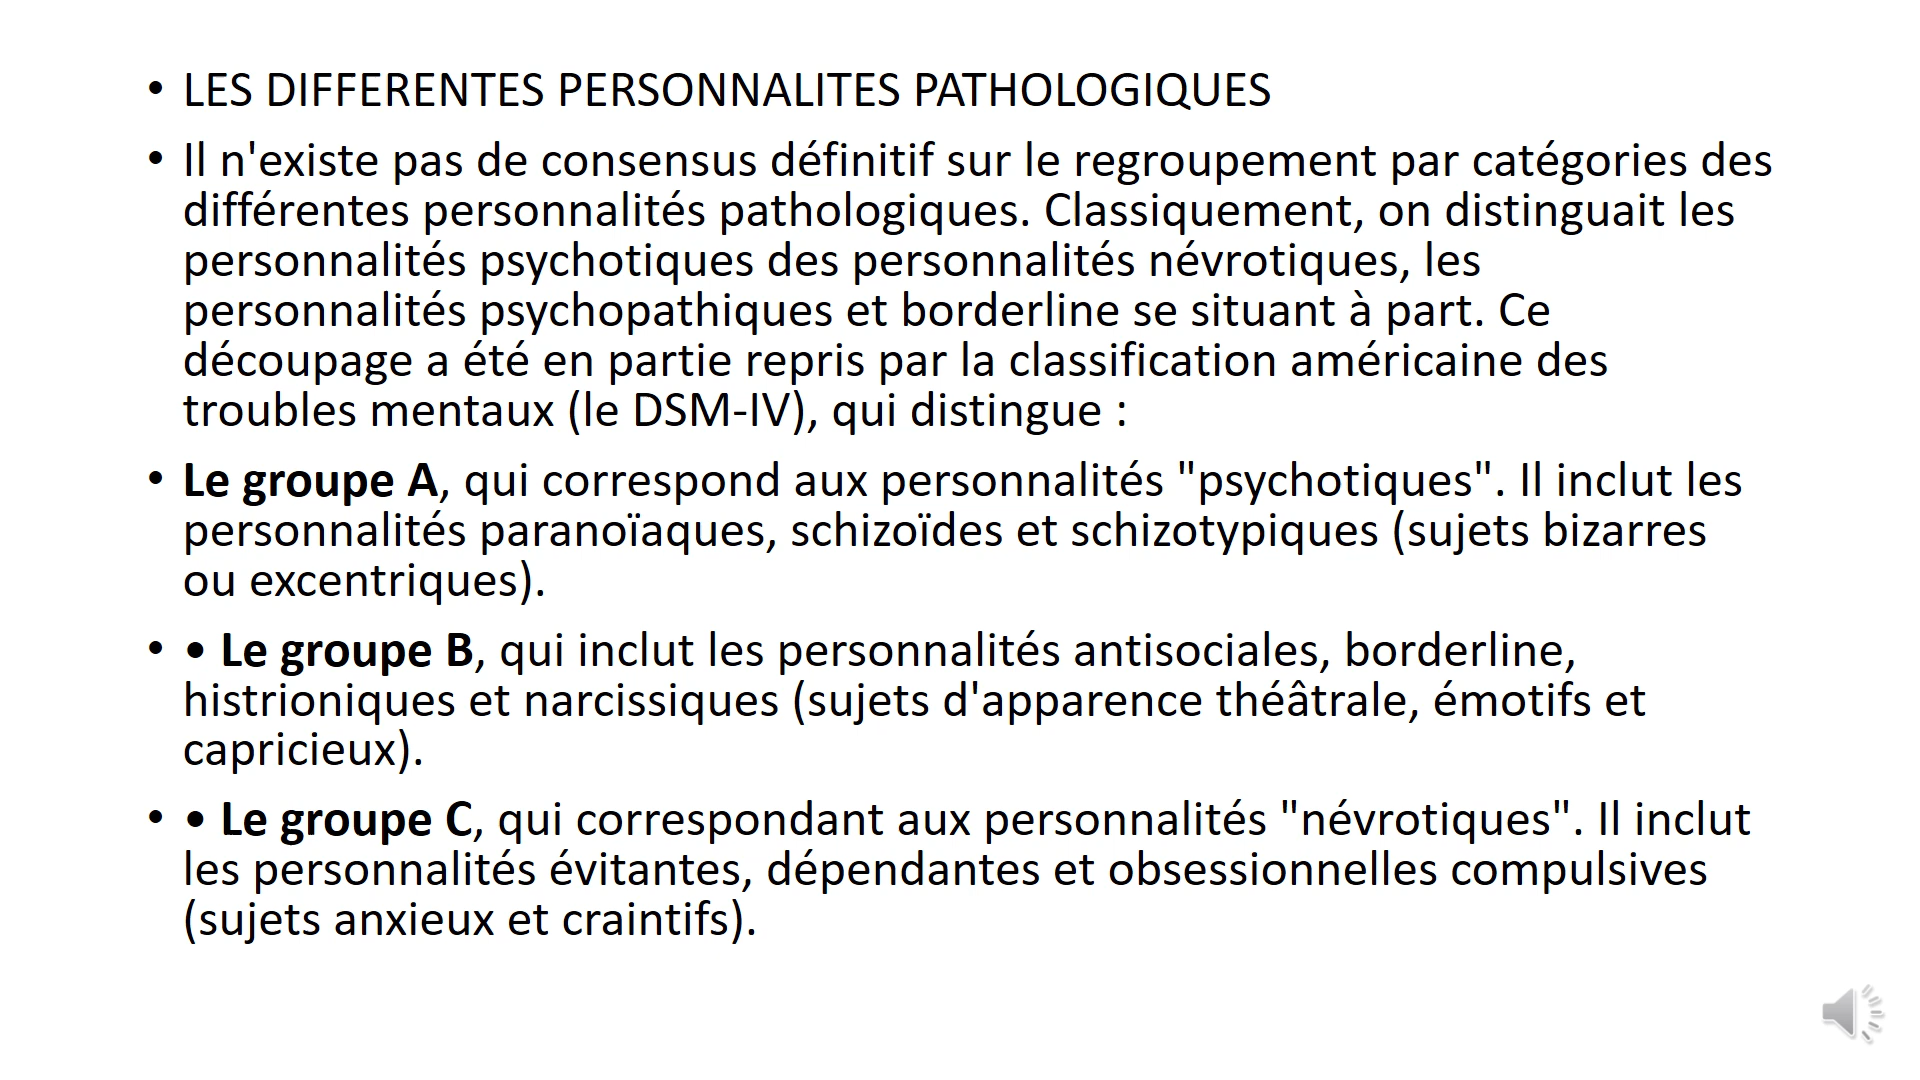 • LES DIFFERENTES PERSONNALITES PATHOLOGIQUES
• Il n'existe pas de consensus définitif sur le regroupement par catégories des
différentes personnalités pathologiques. Classiquement, on distinguait les
personnalités psychotiques des personnalités névrotiques, les
personnalités psychopathiques et borderline se situant à part. Ce
découpage a été en partie repris par la classification américaine des
troubles mentaux (le DSM-IV), qui distingue :
• Le groupe A, qui correspond aux personnalités "psychotiques". Il inclut les
personnalités paranoïaques, schizoïdes et schizotypiques (sujets bizarres
ou excentriques).
• • Le groupe B, qui inclut les personnalités antisociales, borderline,
histrioniques et narcissiques (sujets d'apparence théâtrale, émotifs et
capricieux).
• • Le groupe C, qui correspondant aux personnalités "névrotiques". Il inclut
les personnalités évitantes, dépendantes et obsessionnelles compulsives
(sujets anxieux et craintifs).